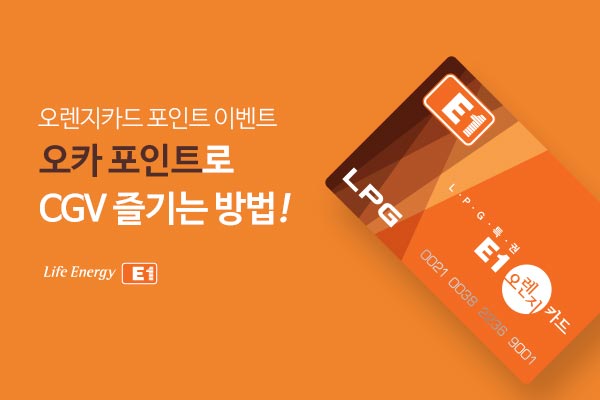 오렌지카드 포인트 이벤트
오카 포인트로
CGV 즐기는 방법!
Life Energy E1
E1
LPG
L·P·G·특·권
E1 오렌지 카드
0021 0038 2936 9001